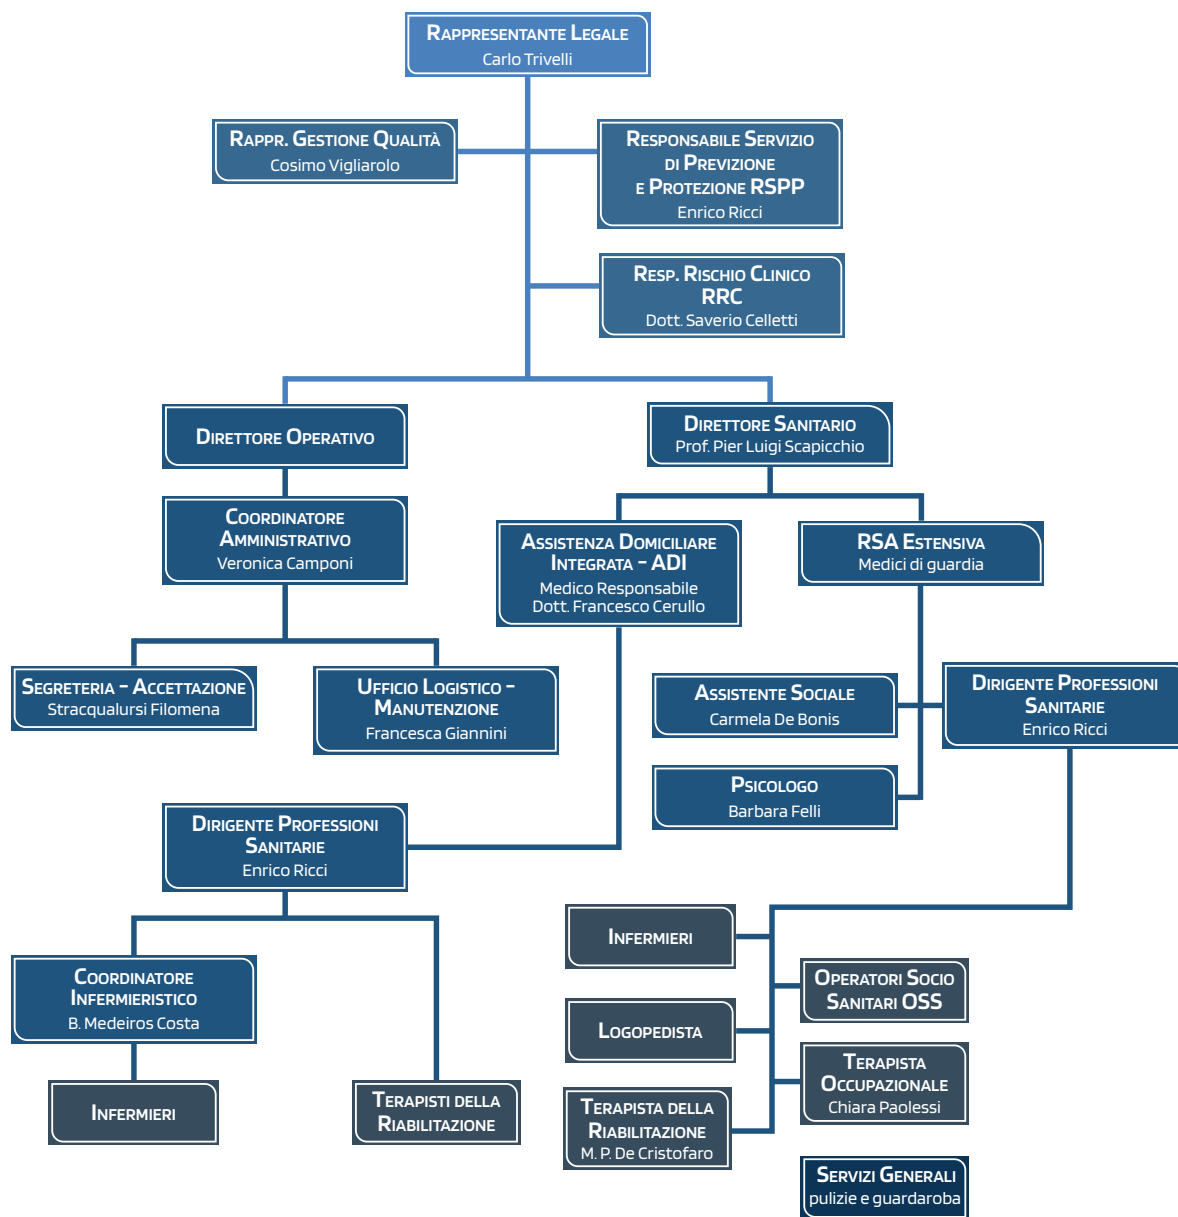 Rappresentante Legale
Carlo Trivelli
Rappr. Gestione Qualità
Cosimo Vigliarolo
Responsabile Servizio
di Previzione
e Protezione RSPP
Enrico Ricci
Resp. Rischio Clinico
RRC
Dott. Saverio Celletti
Direttore Operativo
Direttore Sanitario
Prof. Pier Luigi Scapicchio
Coordinatore
Amministrativo
Veronica Camponi
Assistenza Domiciliare
Integrata - ADI
Medico Responsabile
Dott. Francesco Cerullo
RSA Estensiva
Medici di guardia
Segreteria - Accettazione
Stracqualursi Filomena
Ufficio Logistico -
Manutenzione
Francesca Giannini
Assistente Sociale
Carmela De Bonis
Dirigente Professioni
Sanitarie
Enrico Ricci
Psicologo
Barbara Felli
Dirigente Professioni
Sanitarie
Enrico Ricci
Coordinatore
Infermieristico
B. Medeiros Costa
Infermieri
Terapisti della
Riabilitazione
Infermieri
Operatori Socio
Sanitari OSS
Logopedista
Terapista
Occupazionale
Chiara Paolessi
Terapista della
Riabilitazione
M. P. De Cristofaro
Servizi Generali
pulizie e guardaroba